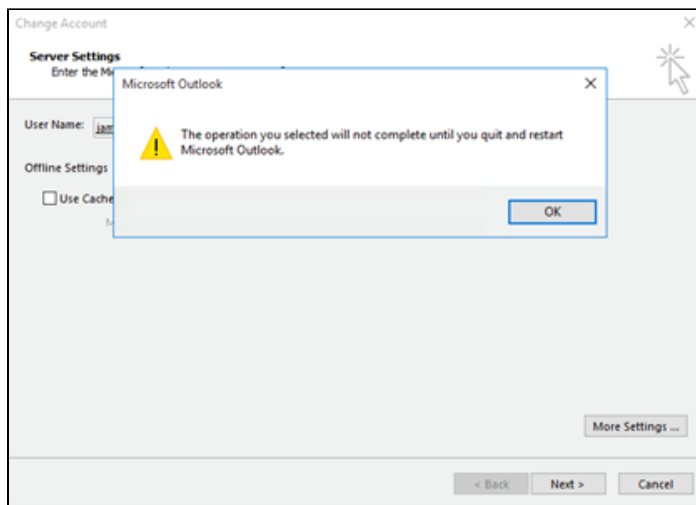 Change Account
Server Settings
Enter the
Microsoft Outlook
The operation you selected will not complete until you quit and restart
Microsoft Outlook.
OK
User Name:
Offline Settings
Use Cache
More Settings ...
< Back
Next >
Cancel